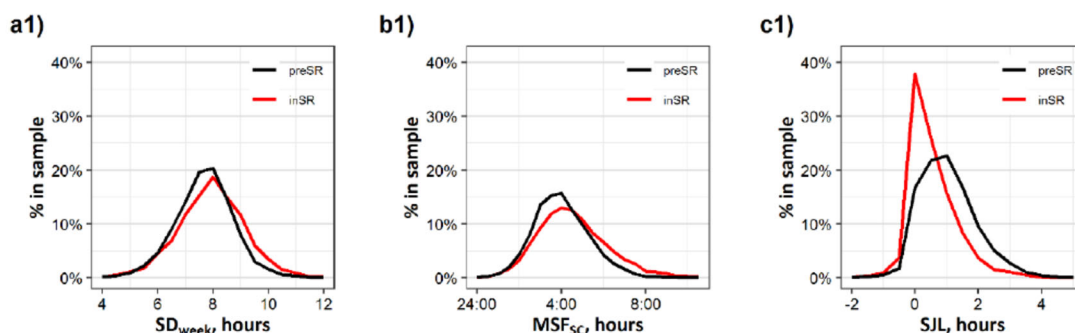 a1)
b1)
c1)
40%
30%
20%
10%
0%
% in sample
preSR
inSR
4
6
8
10
12
SDweek, hours
40%
30%
20%
10%
0%
% in sample
preSR
inSR
24:00
4:00
8:00
MSFSC, hours
40%
30%
20%
10%
0%
% in sample
preSR
inSR
-2
0
2
4
SJL, hours